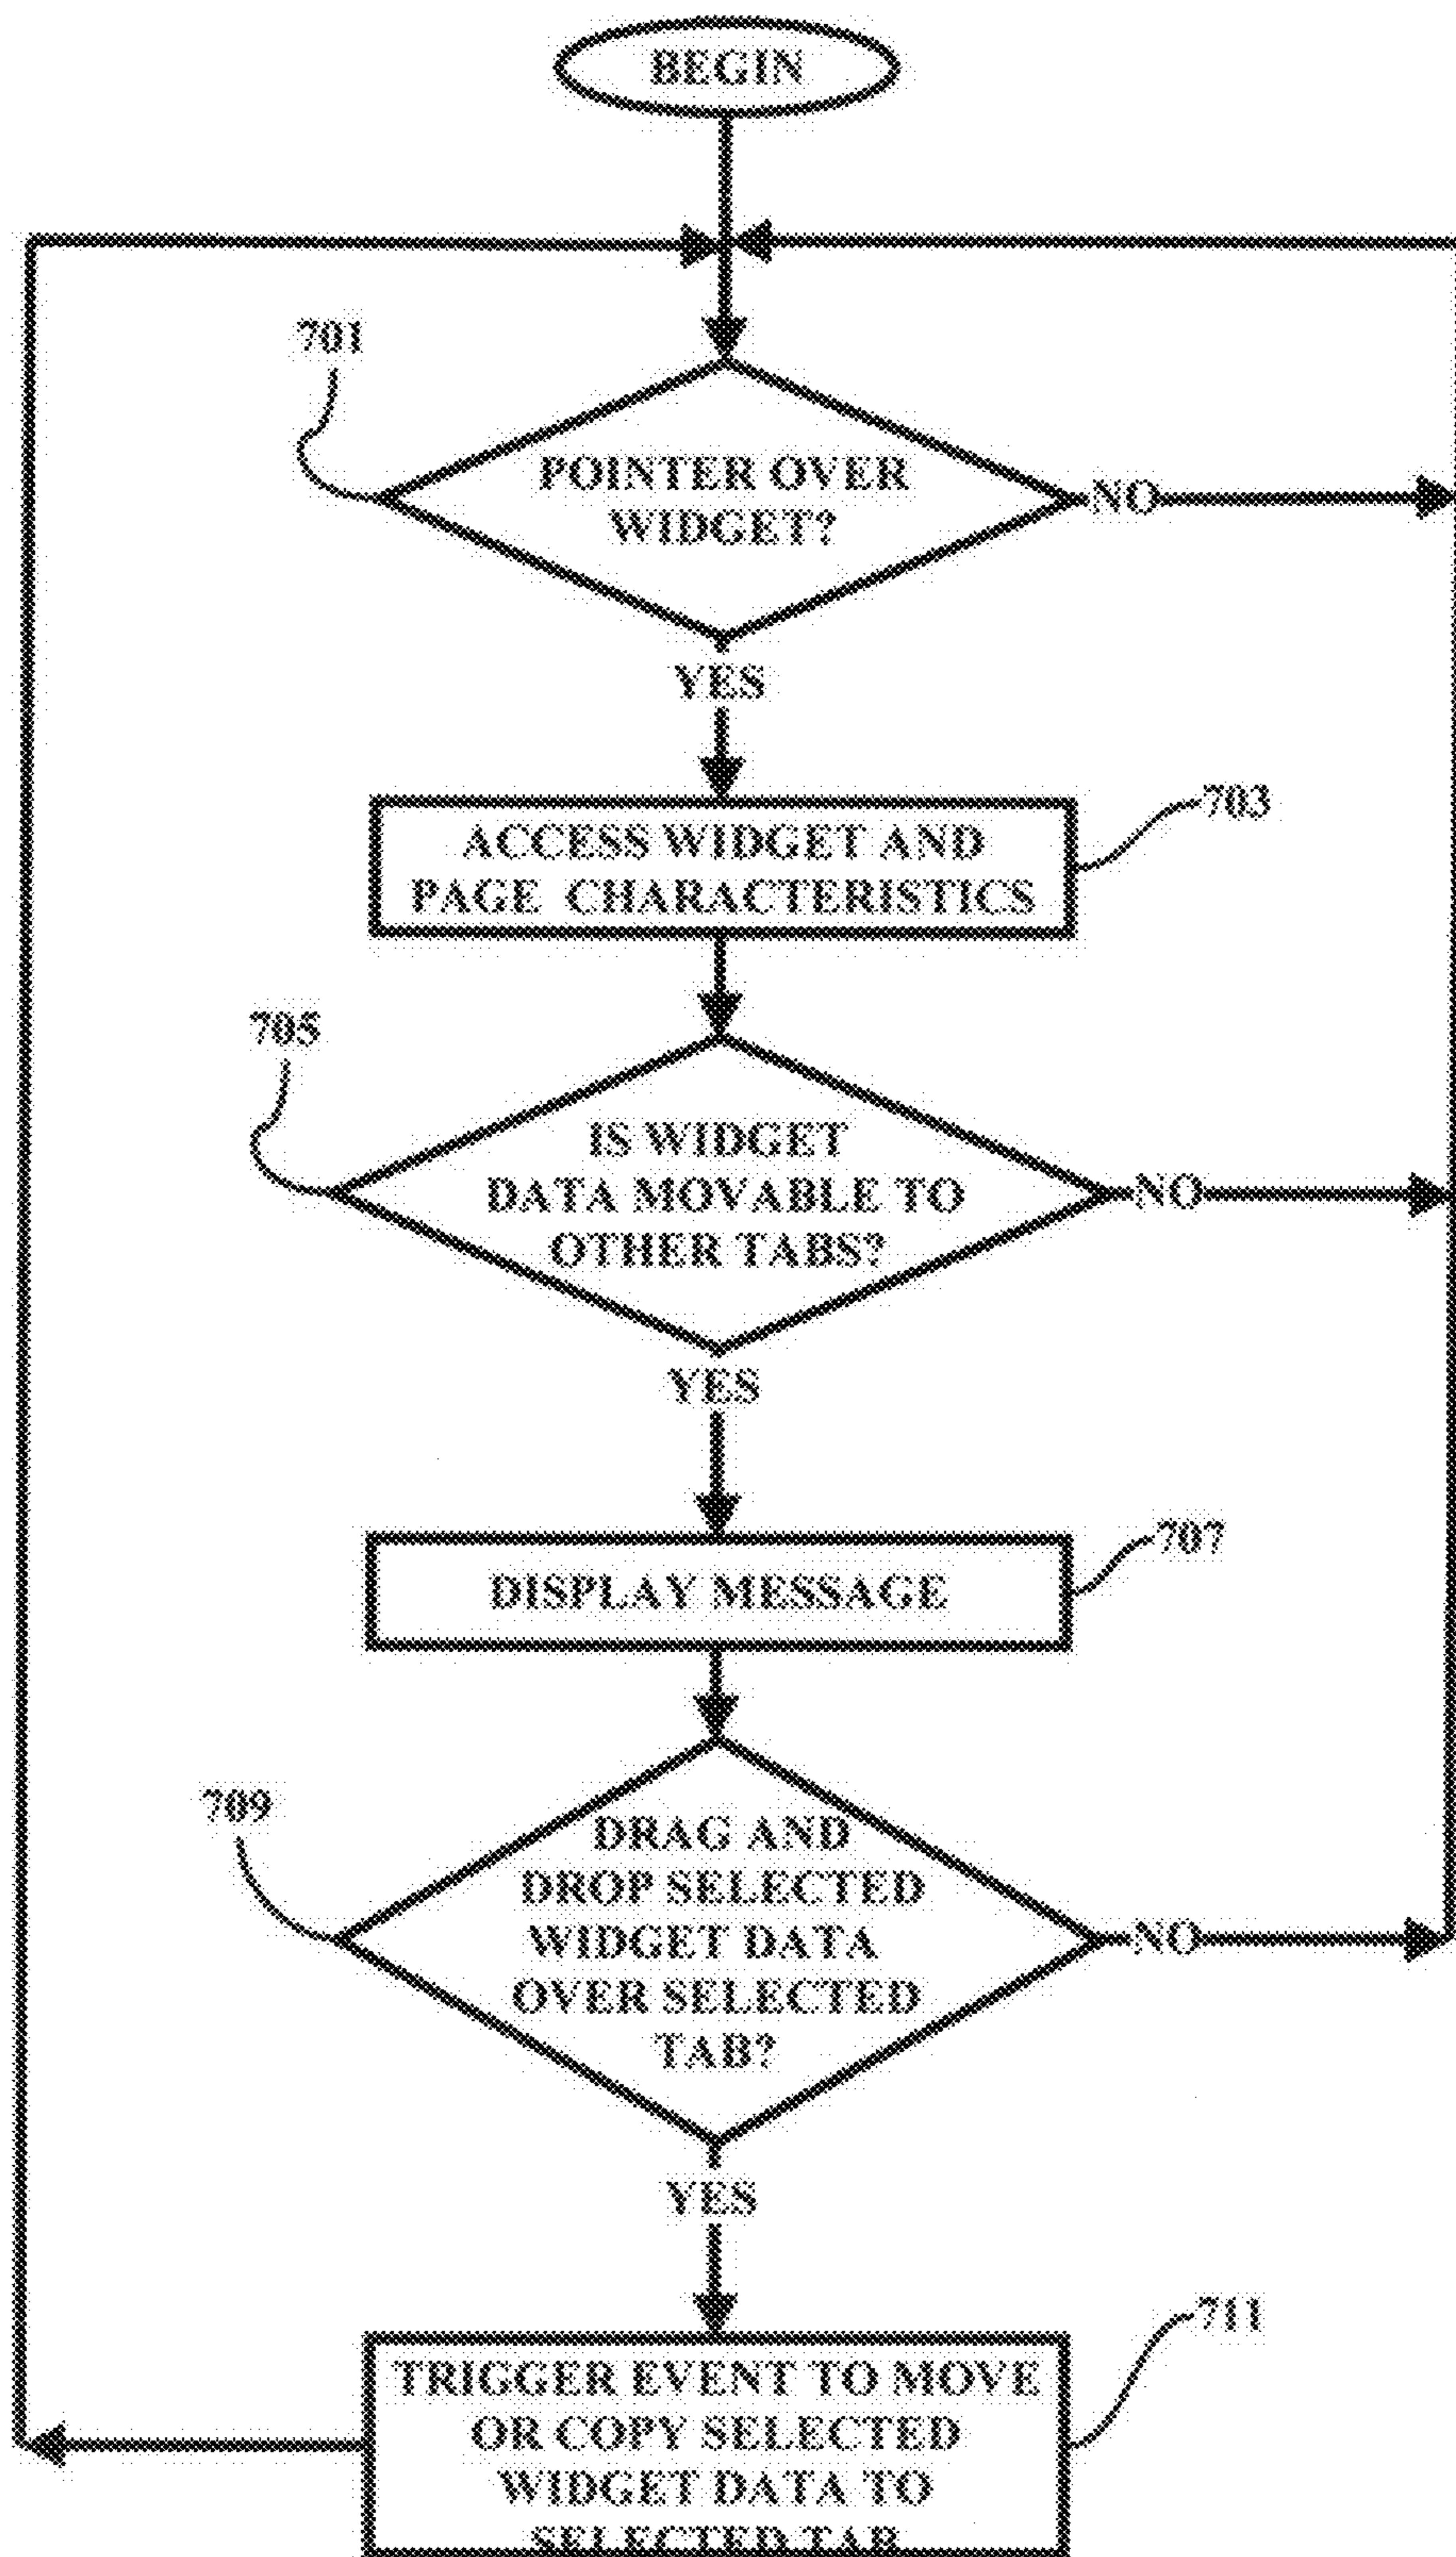 BEGIN
701
POINTER OVER
WIDGET?
NO
YES
703
ACCESS WIDGET AND
PAGE CHARACTERISTICS
705
IS WIDGET
DATA MOVABLE TO
OTHER TABS?
NO
YES
707
DISPLAY MESSAGE
709
DRAG AND
DROP SELECTED
WIDGET DATA
OVER SELECTED
TAB?
NO
YES
711
TRIGGER EVENT TO MOVE
OR COPY SELECTED
WIDGET DATA TO
SELECTED TAB